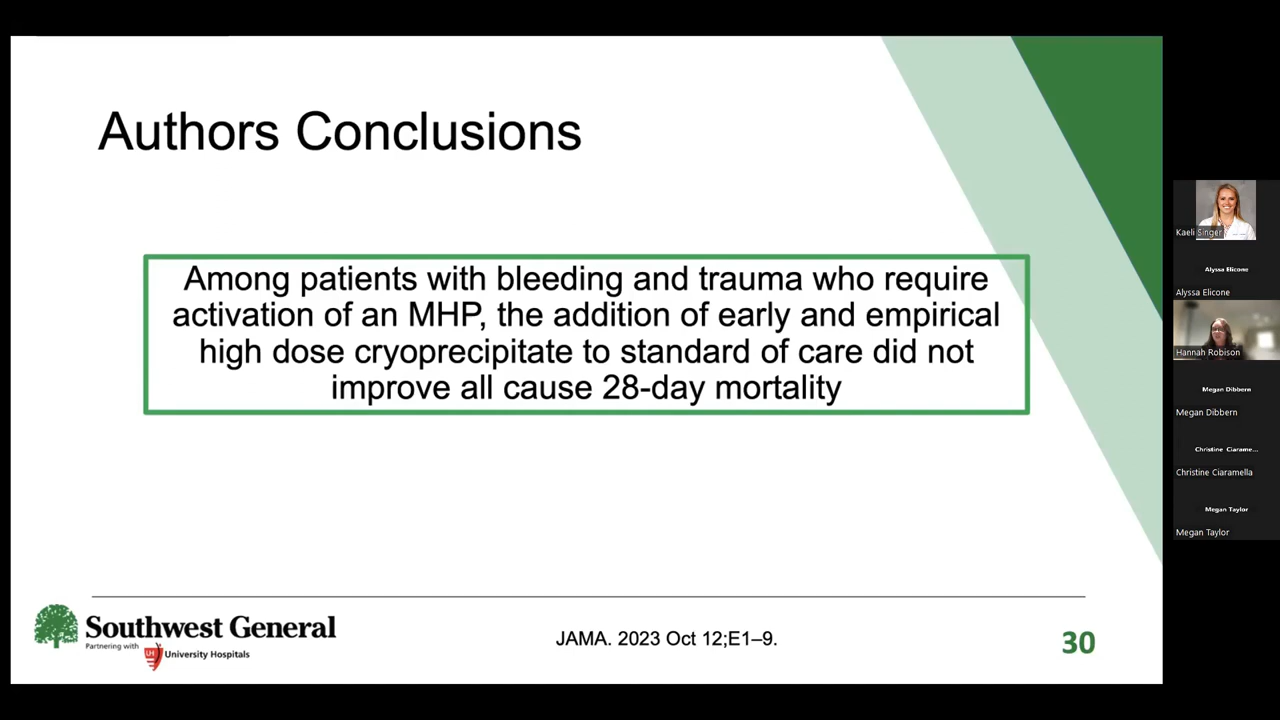 Authors Conclusions
Among patients with bleeding and trauma who require
activation of an MHP, the addition of early and empirical
high dose cryoprecipitate to standard of care did not
improve all cause 28-day mortality
Southwest General
Partnering with
UH
University Hospitals
JAMA. 2023 Oct 12;E1–9.
30
Kaeli Singer
Alyssa Elicone
Alyssa Elicone
Hannah Robison
Megan Dibbern
Megan Dibbern
Christine Ciarame...
Christine Ciaramella
Megan Taylor
Megan Taylor